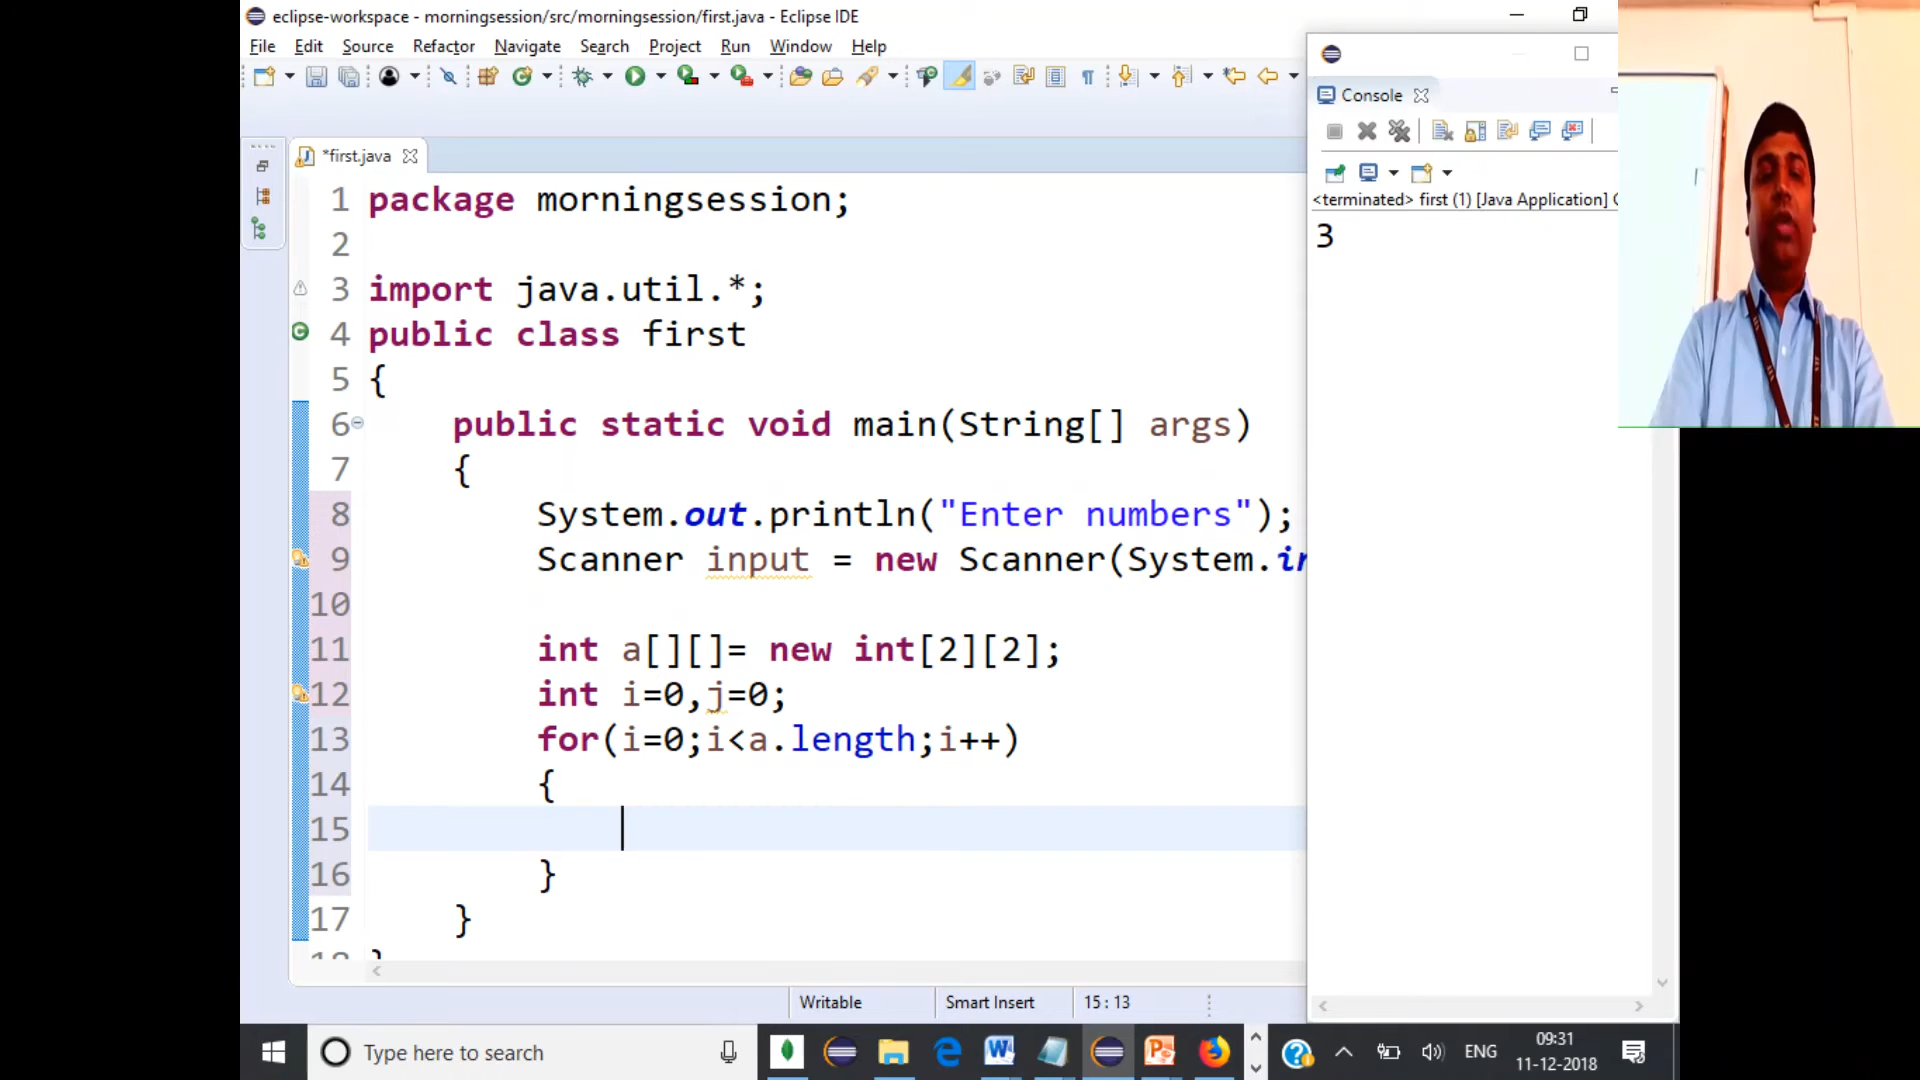 eclipse-workspace - morningsession/src/morningsession/first.java - Eclipse IDE
File Edit Source Refactor Navigate Search Project Run Window Help
*first.java
1 package morningsession;
2
3 import java.util.*;
4 public class first
5 {
6 public static void main(String[] args)
7 {
8 System.out.println("Enter numbers");
9 Scanner input = new Scanner(System.in
10
11 int a[][]= new int[2][2];
12 int i=0,j=0;
13 for(i=0;i<a.length;i++)
14 {
15
16 }
17 }
Console
<terminated> first (1) [Java Application]
3
Writable Smart Insert 15 : 13
Type here to search
ENG
09:31
11-12-2018